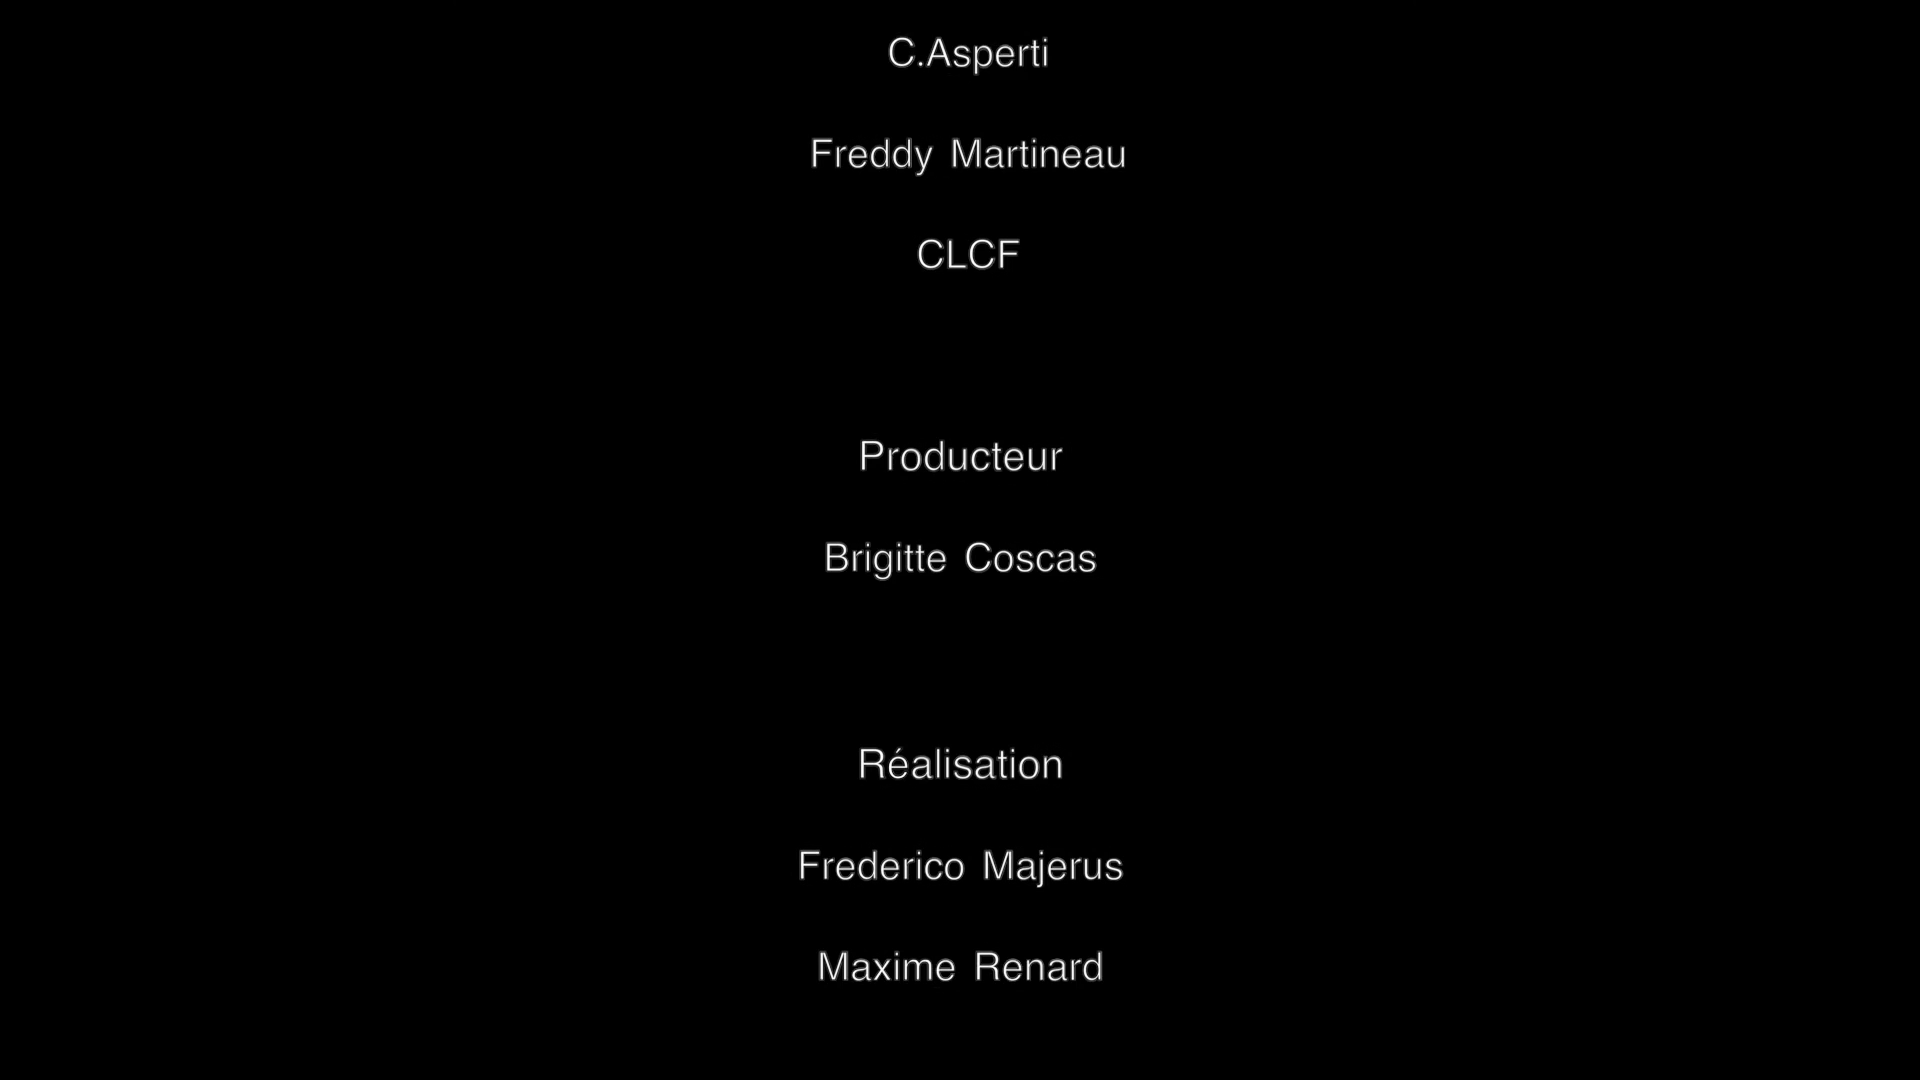 C.Asperti
Freddy Martineau
CLCF
Producteur
Brigitte Coscas
Réalisation
Frederico Majerus
Maxime Renard